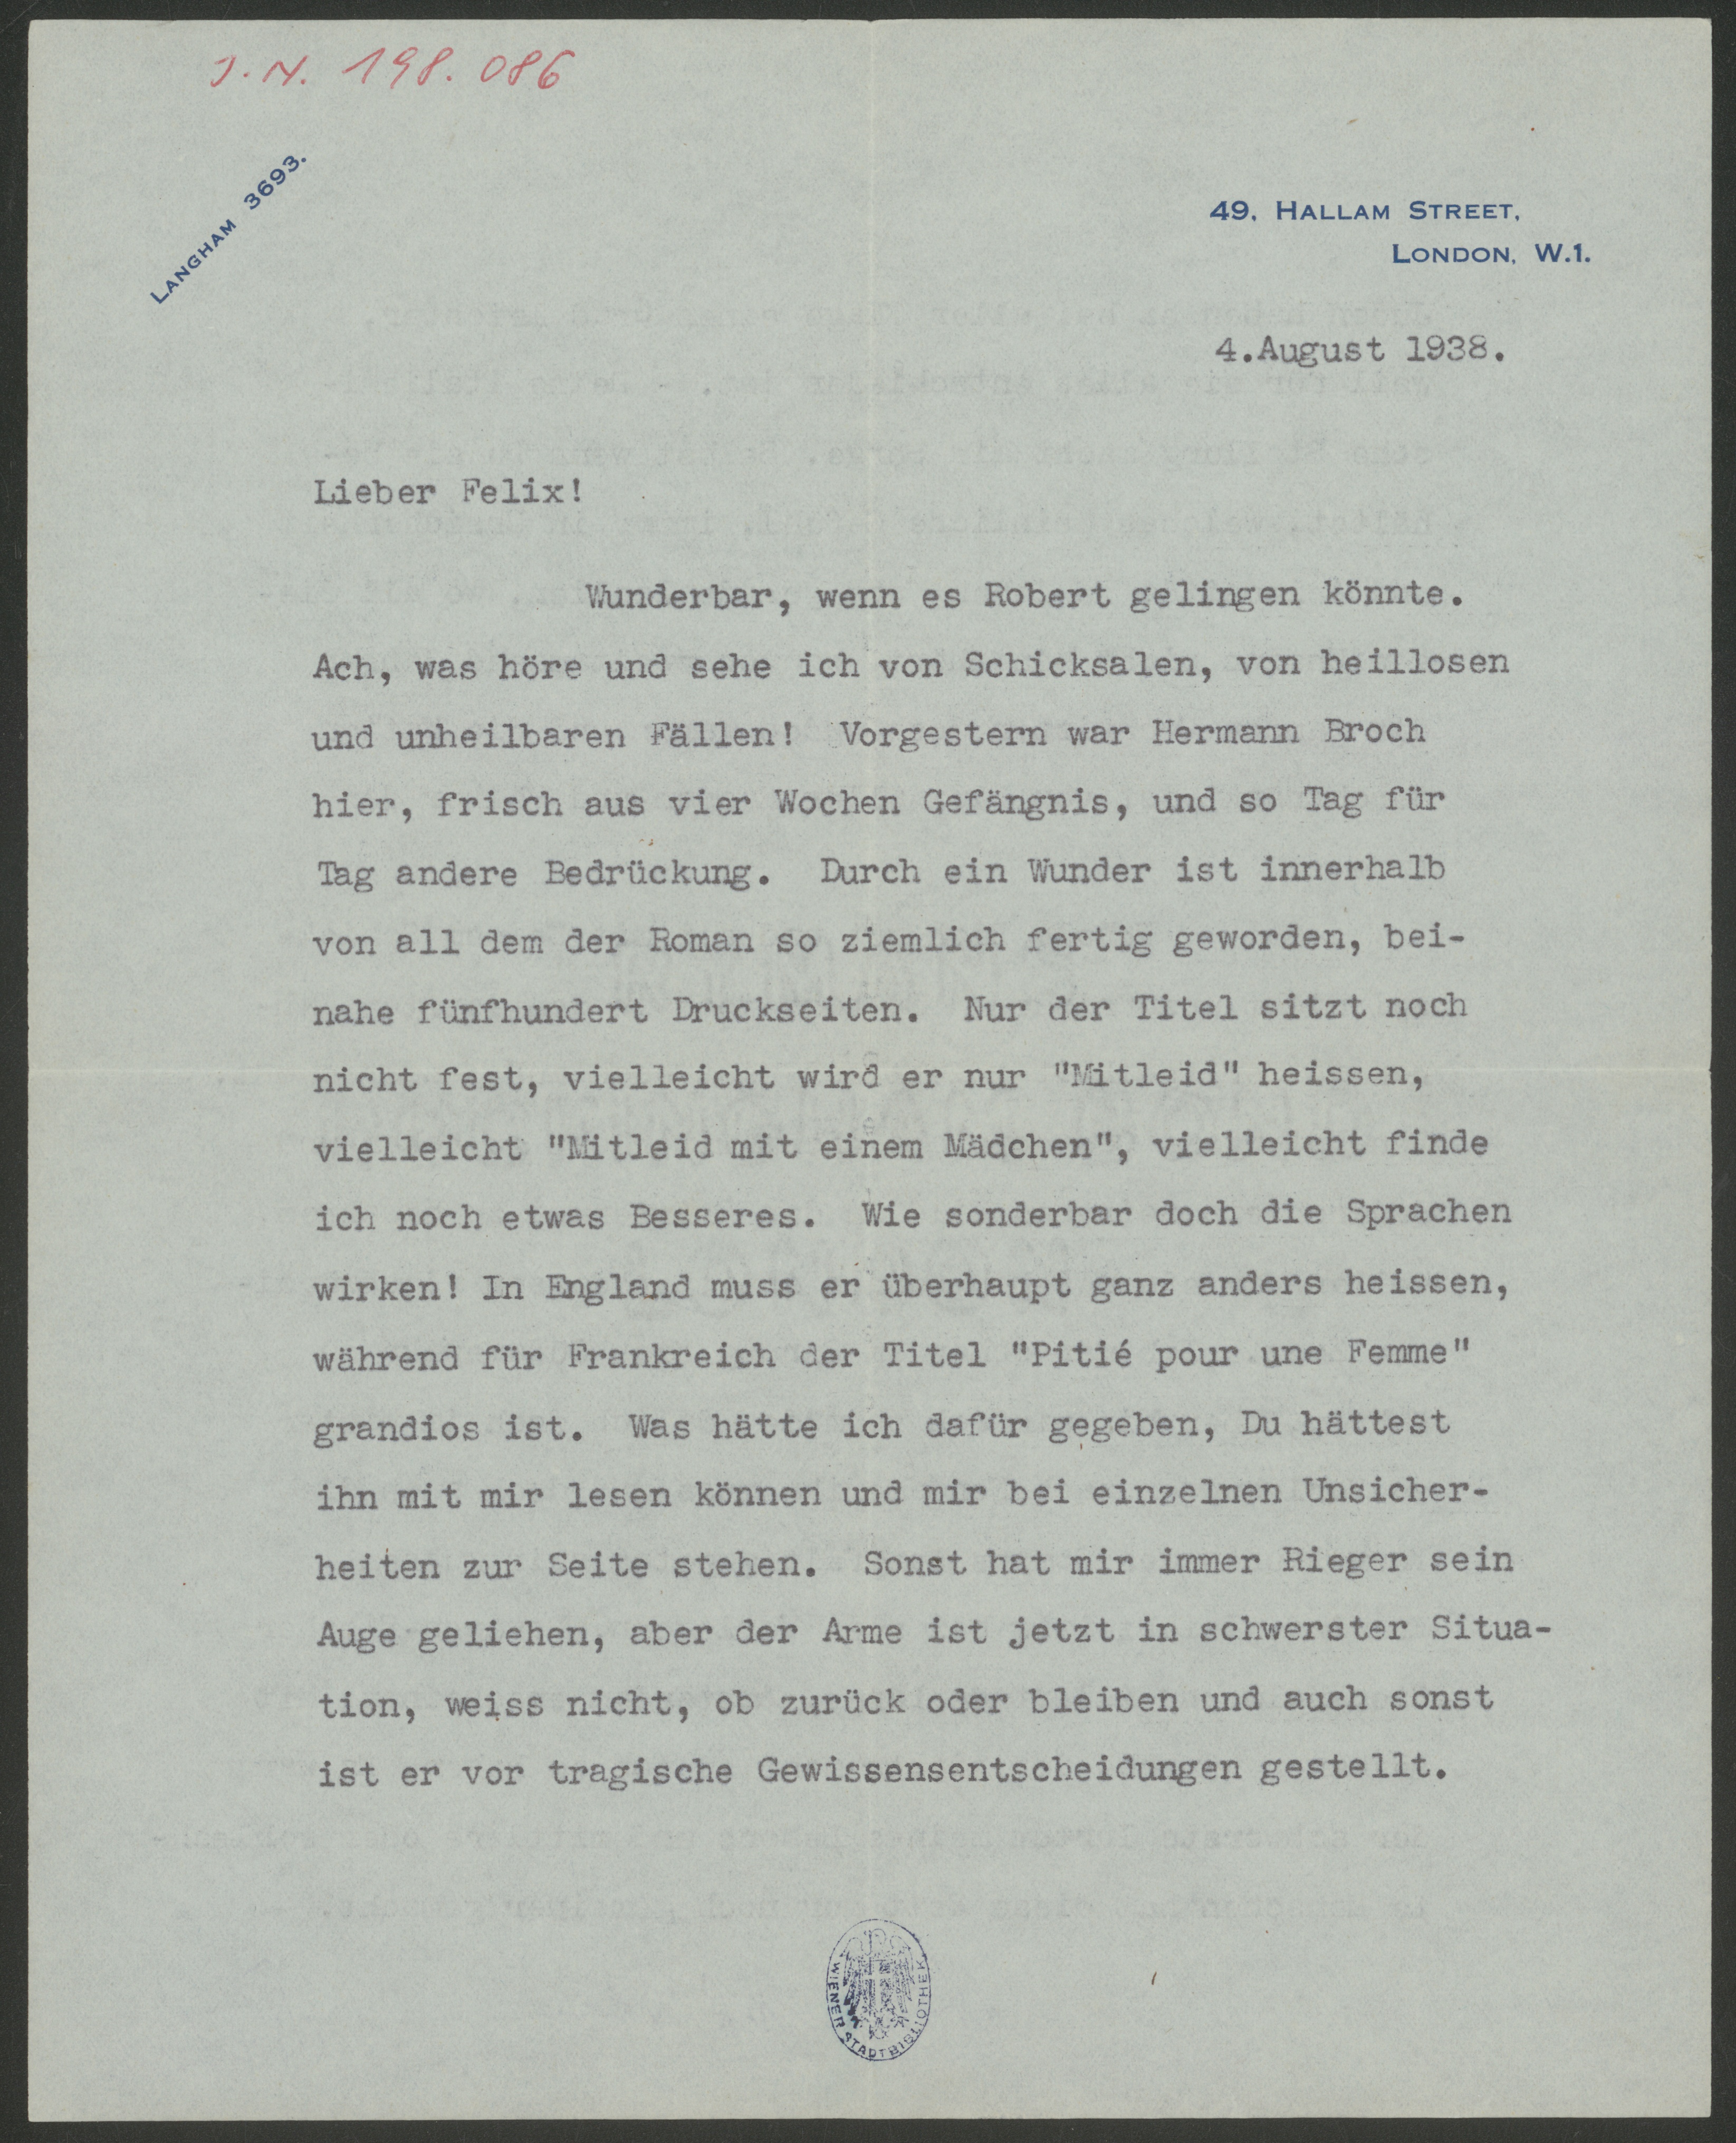 J.N. 198.086
LANGHAM 3693.
49, HALLAM STREET,
LONDON, W.1.
4.August 1938.
Lieber Felix!
Wunderbar, wenn es Robert gelingen könnte.
Ach, was höre und sehe ich von Schicksalen, von heillosen
und unheilbaren Fällen! Vorgestern war Hermann Broch
hier, frisch aus vier Wochen Gefängnis, und so Tag für
Tag andere Bedrückung. Durch ein Wunder ist innerhalb
von all dem der Roman so ziemlich fertig geworden, bei-
nahe fünfhundert Druckseiten. Nur der Titel sitzt noch
nicht fest, vielleicht wird er nur "Mitleid" heissen,
vielleicht "Mitleid mit einem Mädchen", vielleicht finde
ich noch etwas Besseres. Wie sonderbar doch die Sprachen
wirken! In England muss er überhaupt ganz anders heissen,
während für Frankreich der Titel "Pitié pour une Femme"
grandios ist. Was hätte ich dafür gegeben, Du hättest
ihn mit mir lesen können und mir bei einzelnen Unsicher-
heiten zur Seite stehen. Sonst hat mir immer Rieger sein
Auge geliehen, aber der Arme ist jetzt in schwerster Situa-
tion, weiss nicht, ob zurück oder bleiben und auch sonst
ist er vor tragische Gewissensentscheidungen gestellt.
WIENER STADTBIBLIOTHEK